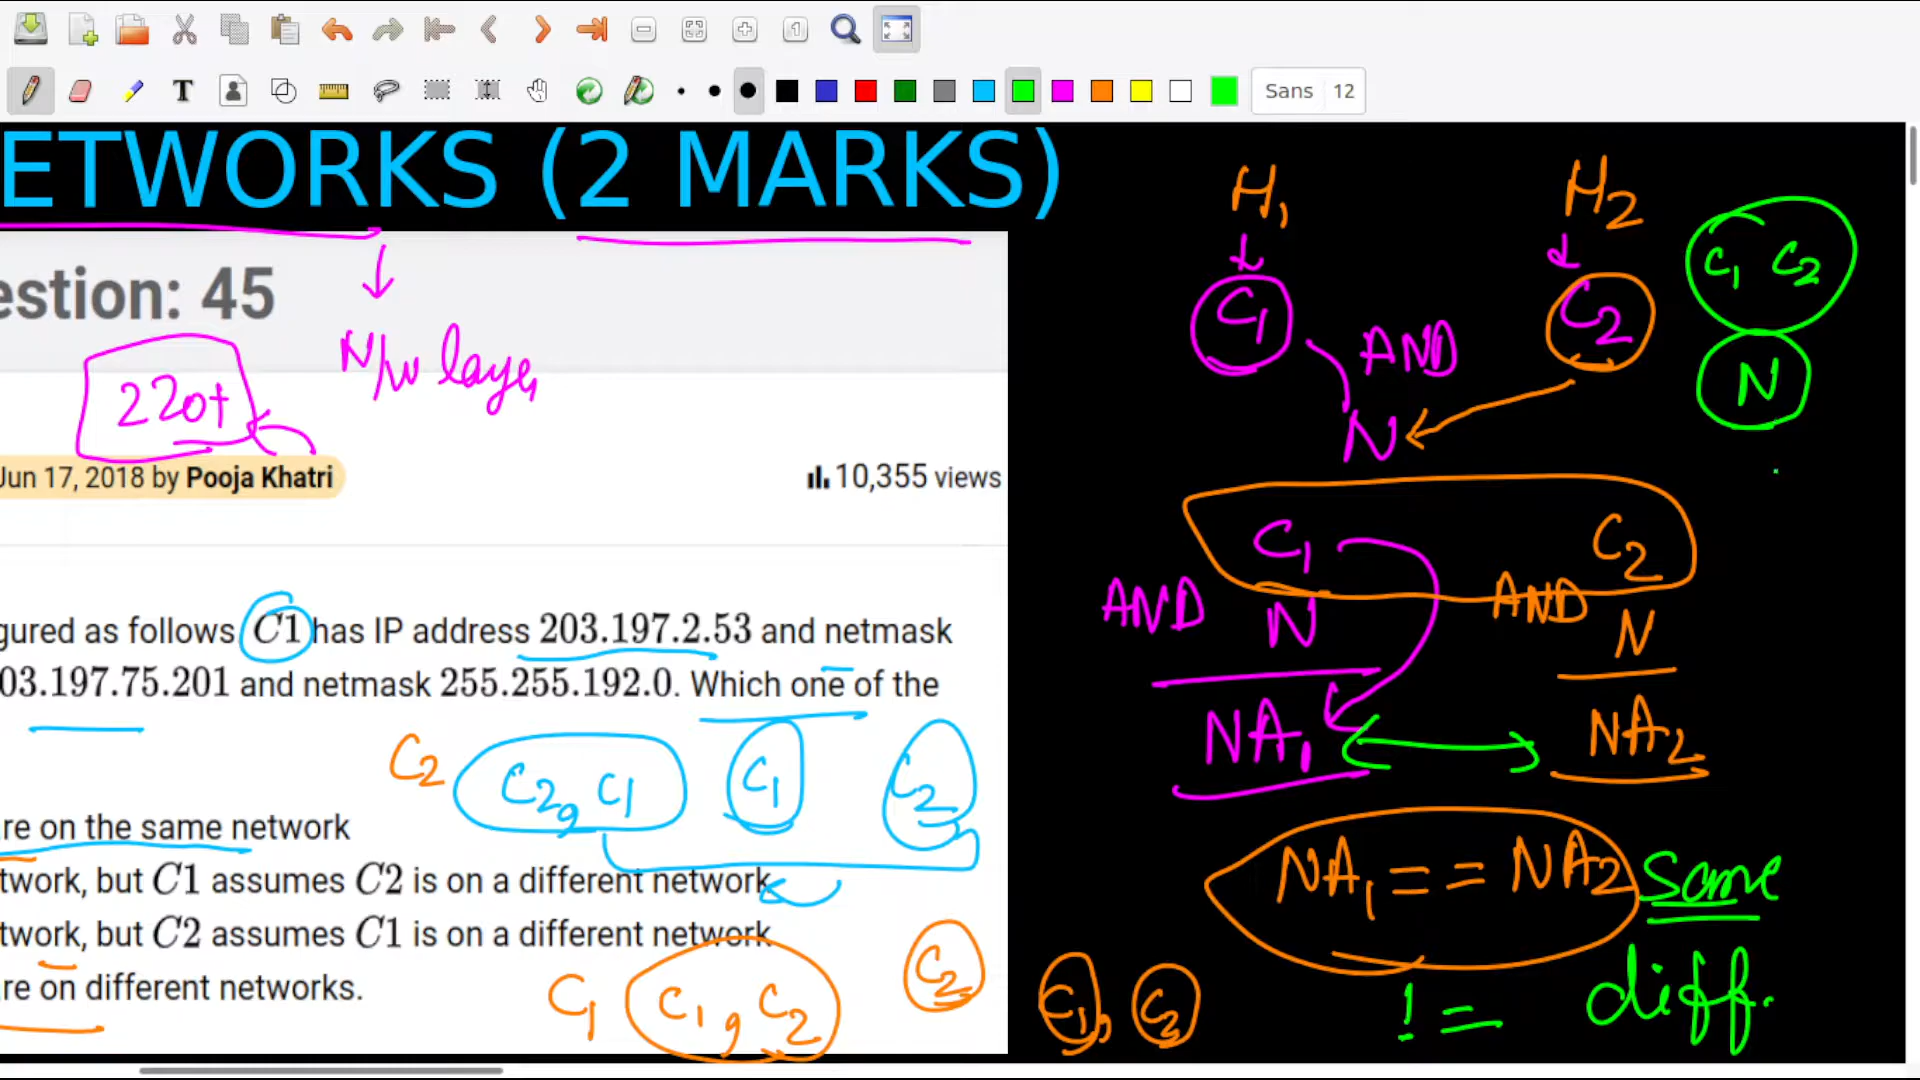 Sans 12
ETWORKS (2 MARKS)
estion: 45
N/W layer
220+
Jun 17, 2018 by Pooja Khatri
10,355 views
gured as follows C1 has IP address 203.197.2.53 and netmask
03.197.75.201 and netmask 255.255.192.0. Which one of the
C2 C2, C1 C1 C2
re on the same network
twork, but C1 assumes C2 is on a different network
twork, but C2 assumes C1 is on a different network
re on different networks.
C1 C1, C2 C2
C1, C2
H1 H2
C1 C2
C1 AND C2
N
N
C1 C2
AND N AND N
NA1 NA2
NA1 == NA2 Same
!= diff.